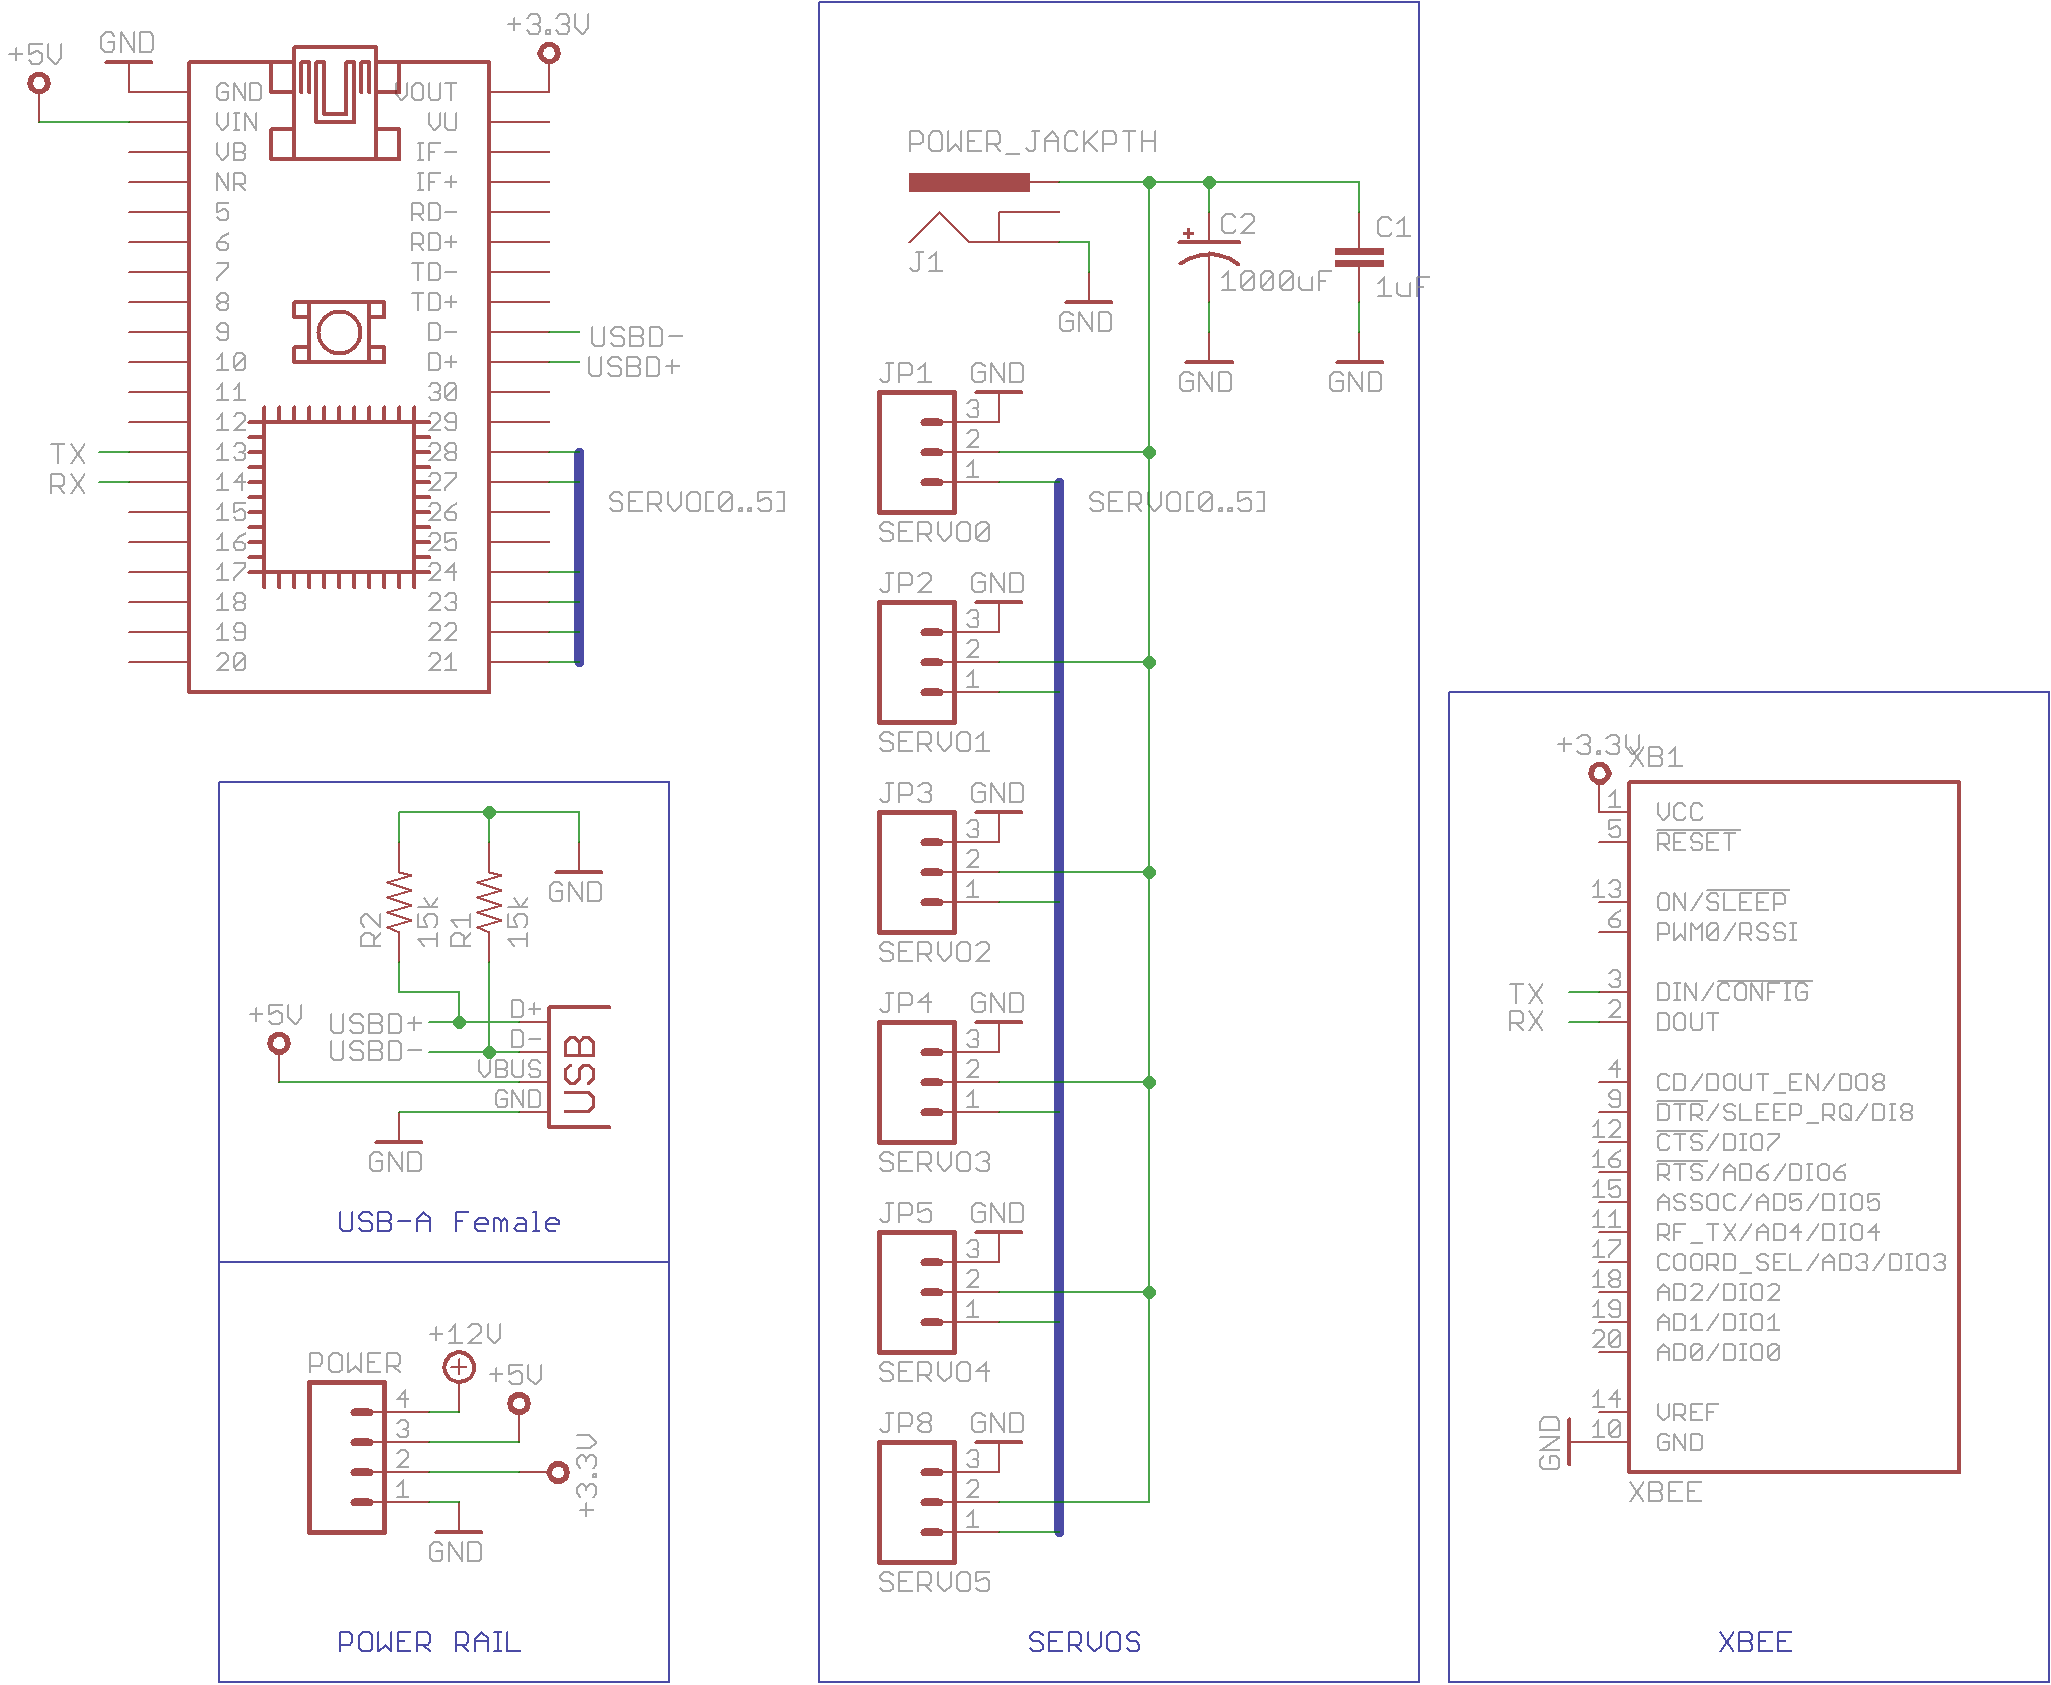 +5V
GND
+3.3V
GND
VIN
VB
NR
5
6
7
8
9
10
11
12
13
14
15
16
17
18
19
20
VOUT
VU
IF-
IF+
RD-
RD+
TD-
TD+
D-
D+
30
29
28
27
26
25
24
23
22
21
TX
RX
USBD-
USBD+
SERVO[0..5]
GND
R2
15k
R1
15k
+5V
USBD+
USBD-
D+
D-
VBUS
GND
USB
GND
USB-A Female
POWER
+12V
+5V
+3.3V
4
3
2
1
GND
POWER RAIL
POWER_JACKPTH
J1
GND
C2
1000uF
GND
C1
1uF
GND
JP1
GND
3
2
1
SERVO0
SERVO[0..5]
JP2
GND
3
2
1
SERVO1
JP3
GND
3
2
1
SERVO2
JP4
GND
3
2
1
SERVO3
JP5
GND
3
2
1
SERVO4
JP8
GND
3
2
1
SERVO5
SERVOS
+3.3V
XB1
1 VCC
5 RESET
13 ON/SLEEP
6 PWM0/RSSI
TX 3 DIN/CONFIG
RX 2 DOUT
4 CD/DOUT_EN/DO8
9 DTR/SLEEP_RQ/DI8
12 CTS/DIO7
16 RTS/AD6/DIO6
15 ASSOC/AD5/DIO5
11 RF_TX/AD4/DIO4
17 COORD_SEL/AD3/DIO3
18 AD2/DIO2
19 AD1/DIO1
20 AD0/DIO0
14 VREF
GND 10 GND
XBEE
XBEE